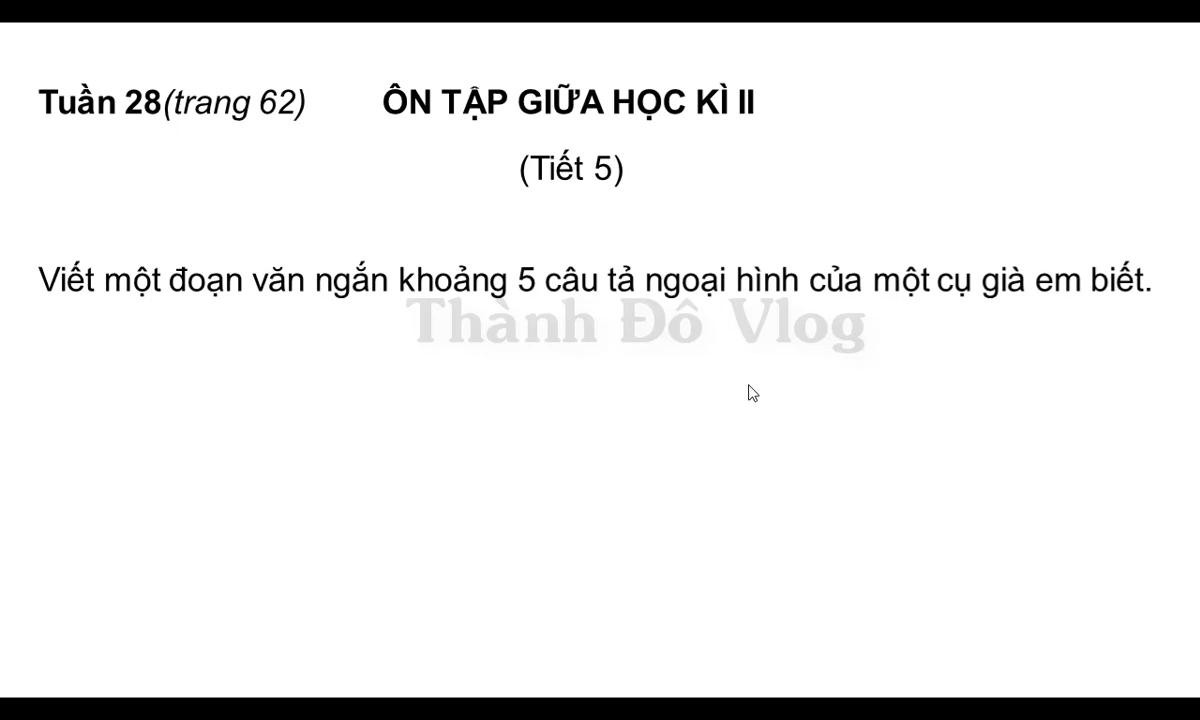 Tuần 28(trang 62) ÔN TẬP GIỮA HỌC KÌ II
(Tiết 5)
Viết một đoạn văn ngắn khoảng 5 câu tả ngoại hình của một cụ già em biết.
Thành Đô Vlog